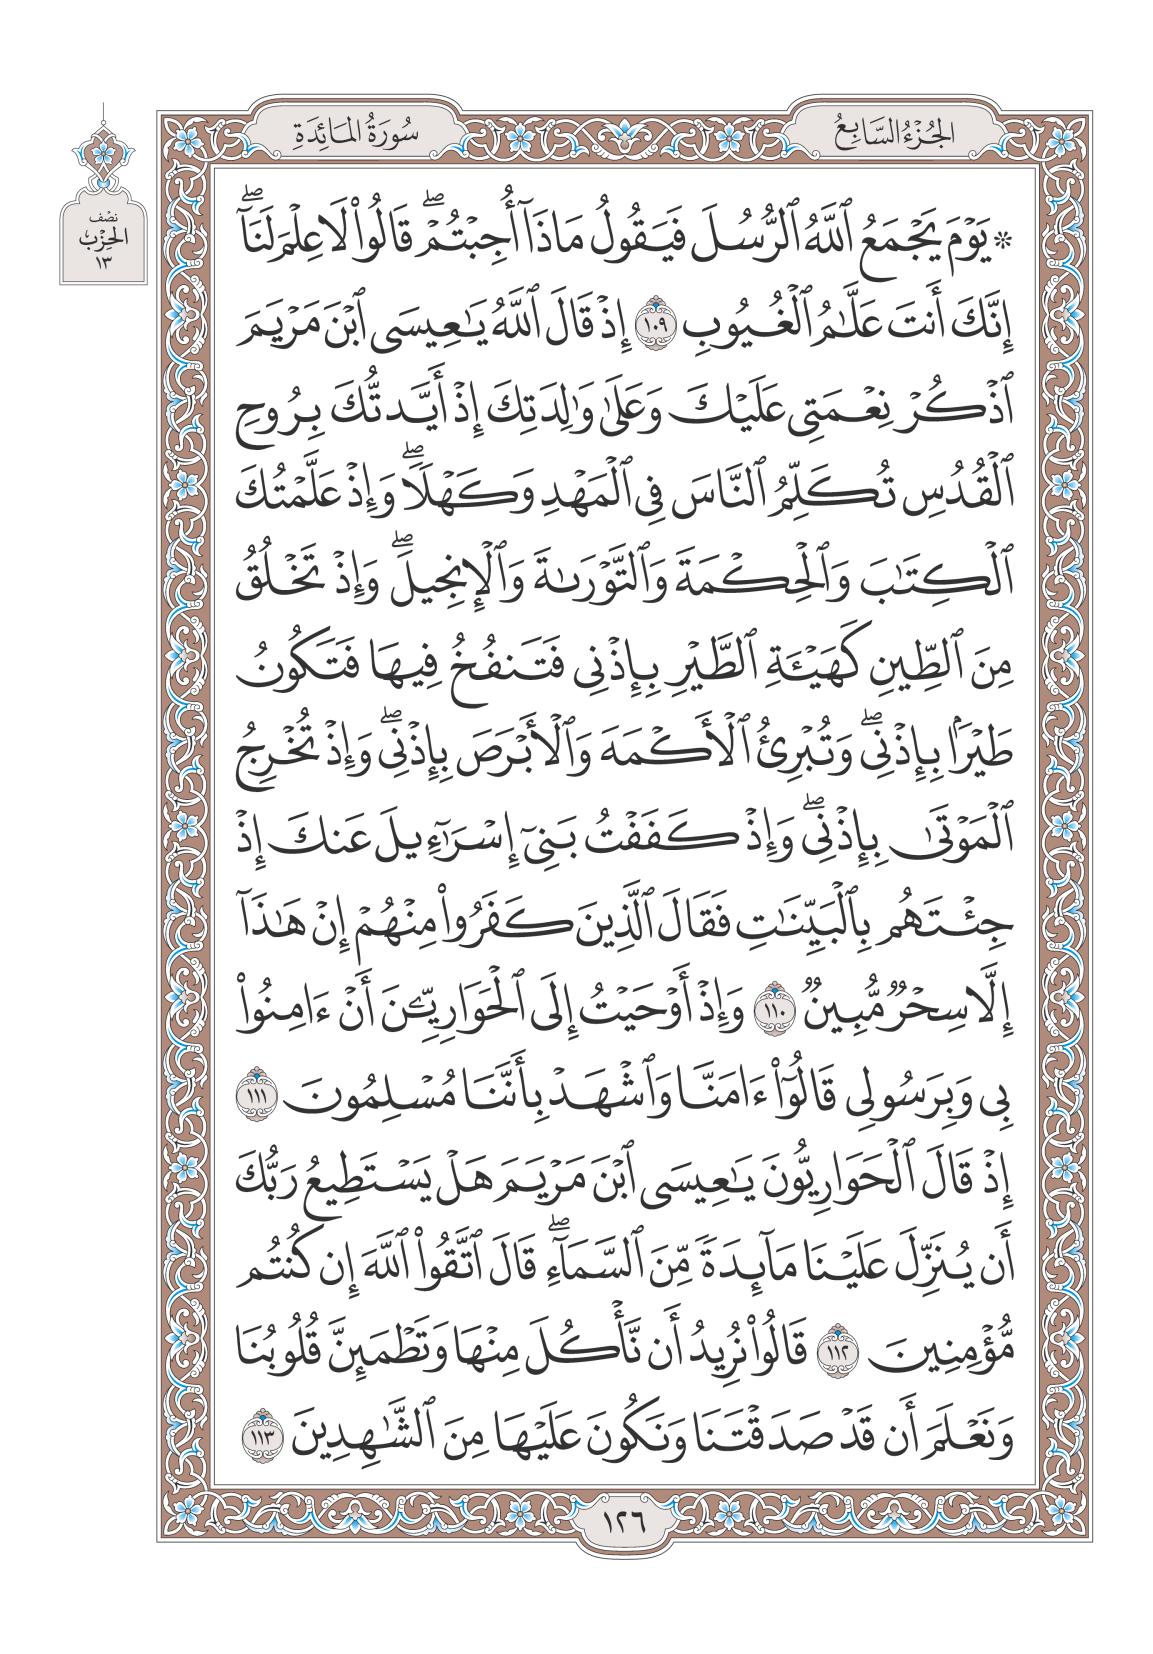 الجُزْءُ السَّابِعُ
سُورَةُ المَائِدَةِ
نصف
الحِزْب
١٣
۞ يَوۡمَ يَجۡمَعُ ٱللَّهُ ٱلرُّسُلَ فَيَقُولُ مَاذَآ أُجِبۡتُمۡۖ قَالُواْ لَا عِلۡمَ لَنَآۖ
إِنَّكَ أَنتَ عَلَّٰمُ ٱلۡغُيُوبِ ١٠٩ إِذۡ قَالَ ٱللَّهُ يَٰعِيسَى ٱبۡنَ مَرۡيَمَ
ٱذۡكُرۡ نِعۡمَتِي عَلَيۡكَ وَعَلَىٰ وَٰلِدَتِكَ إِذۡ أَيَّدتُّكَ بِرُوحِ
ٱلۡقُدُسِ تُكَلِّمُ ٱلنَّاسَ فِي ٱلۡمَهۡدِ وَكَهۡلٗاۖ وَإِذۡ عَلَّمۡتُكَ
ٱلۡكِتَٰبَ وَٱلۡحِكۡمَةَ وَٱلتَّوۡرَىٰةَ وَٱلۡإِنجِيلَۖ وَإِذۡ تَخۡلُقُ
مِنَ ٱلطِّينِ كَهَيۡـَٔةِ ٱلطَّيۡرِ بِإِذۡنِي فَتَنفُخُ فِيهَا فَتَكُونُ
طَيۡرَۢا بِإِذۡنِيۖ وَتُبۡرِئُ ٱلۡأَكۡمَهَ وَٱلۡأَبۡرَصَ بِإِذۡنِيۖ وَإِذۡ تُخۡرِجُ
ٱلۡمَوۡتَىٰ بِإِذۡنِيۖ وَإِذۡ كَفَفۡتُ بَنِيٓ إِسۡرَٰٓءِيلَ عَنكَ إِذۡ
جِئۡتَهُم بِٱلۡبَيِّنَٰتِ فَقَالَ ٱلَّذِينَ كَفَرُواْ مِنۡهُمۡ إِنۡ هَٰذَآ
إِلَّا سِحۡرٞ مُّبِينٞ ١١٠ وَإِذۡ أَوۡحَيۡتُ إِلَى ٱلۡحَوَارِيِّـۧنَ أَنۡ ءَامِنُواْ
بِي وَبِرَسُولِي قَالُوٓاْ ءَامَنَّا وَٱشۡهَدۡ بِأَنَّنَا مُسۡلِمُونَ ١١١
إِذۡ قَالَ ٱلۡحَوَارِيُّونَ يَٰعِيسَى ٱبۡنَ مَرۡيَمَ هَلۡ يَسۡتَطِيعُ رَبُّكَ
أَن يُنَزِّلَ عَلَيۡنَا مَآئِدَةٗ مِّنَ ٱلسَّمَآءِۖ قَالَ ٱتَّقُواْ ٱللَّهَ إِن كُنتُم
مُّؤۡمِنِينَ ١١٢ قَالُواْ نُرِيدُ أَن نَّأۡكُلَ مِنۡهَا وَتَطۡمَئِنَّ قُلُوبُنَا
وَنَعۡلَمَ أَن قَدۡ صَدَقۡتَنَا وَنَكُونَ عَلَيۡهَا مِنَ ٱلشَّٰهِدِينَ ١١٣
١٢٦